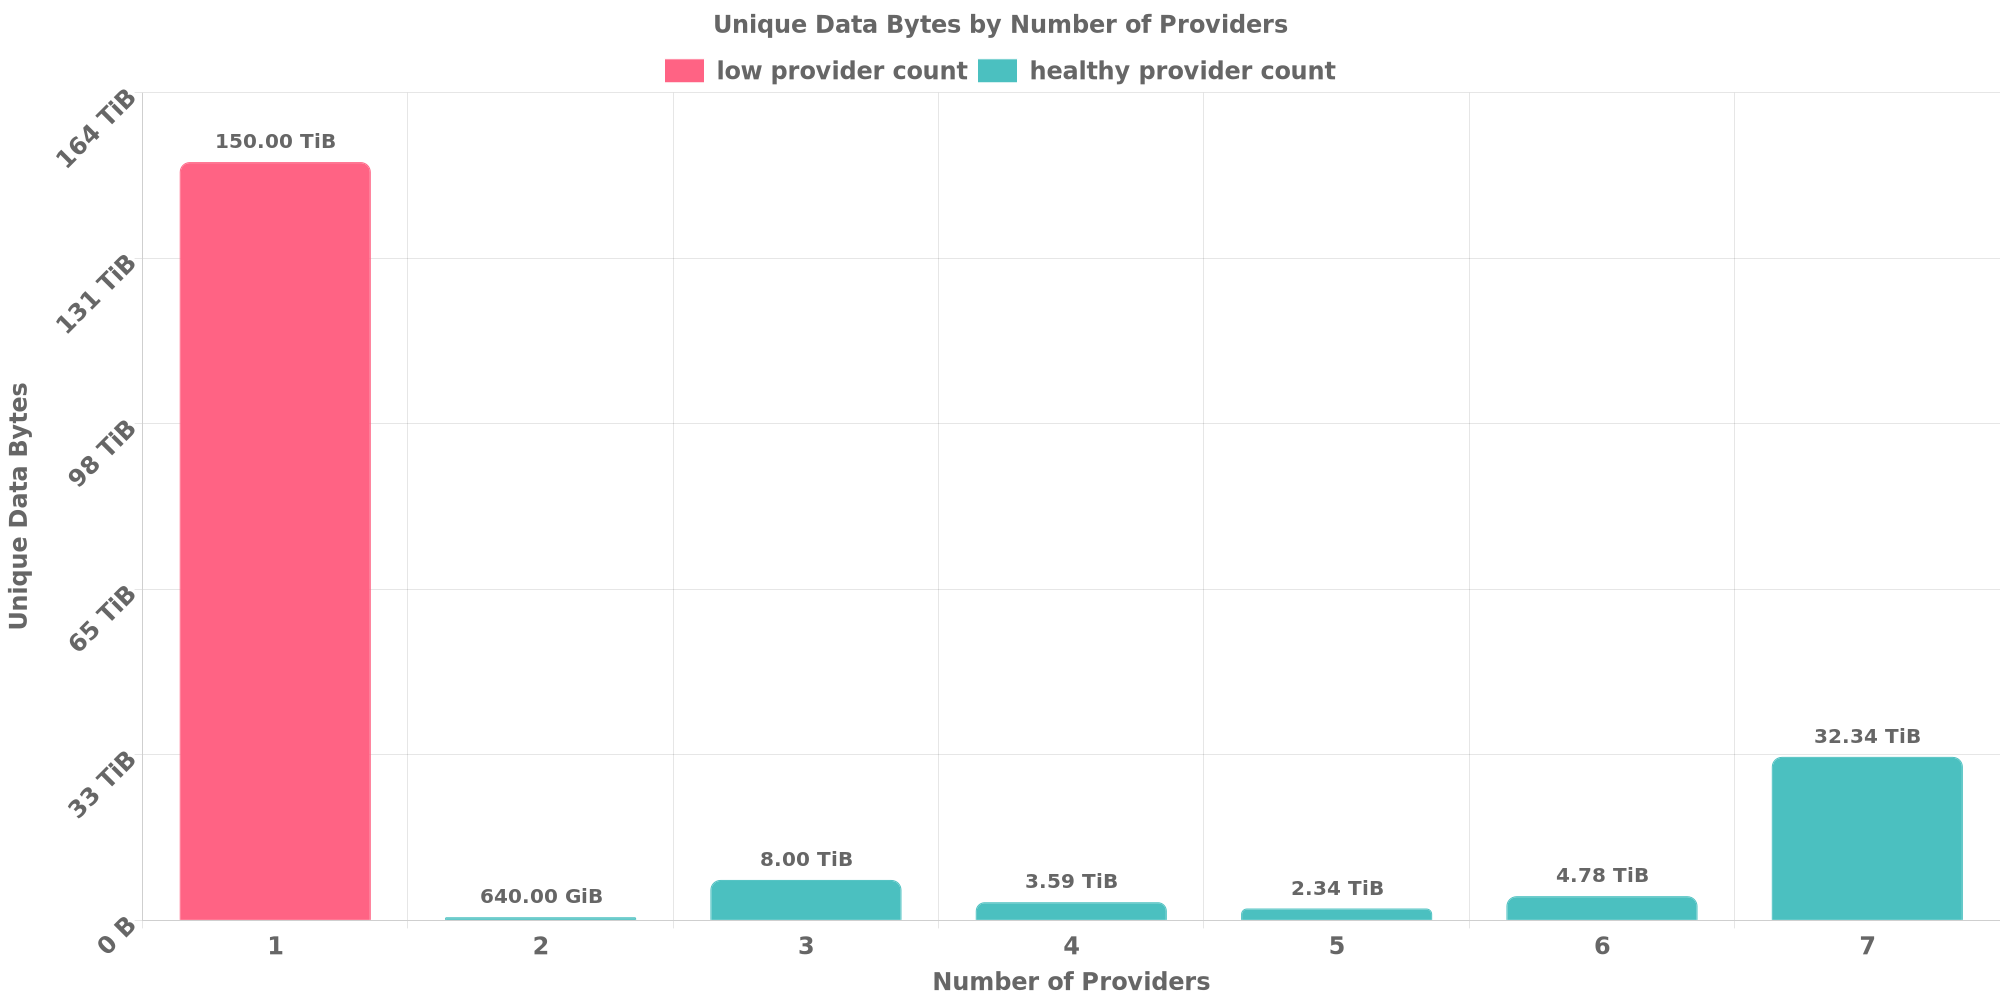 Unique Data Bytes by Number of Providers
low provider count healthy provider count
164 TiB
131 TiB
98 TiB
65 TiB
33 TiB
0 B
Unique Data Bytes
150.00 TiB
640.00 GiB
8.00 TiB
3.59 TiB
2.34 TiB
4.78 TiB
32.34 TiB
1 2 3 4 5 6 7
Number of Providers